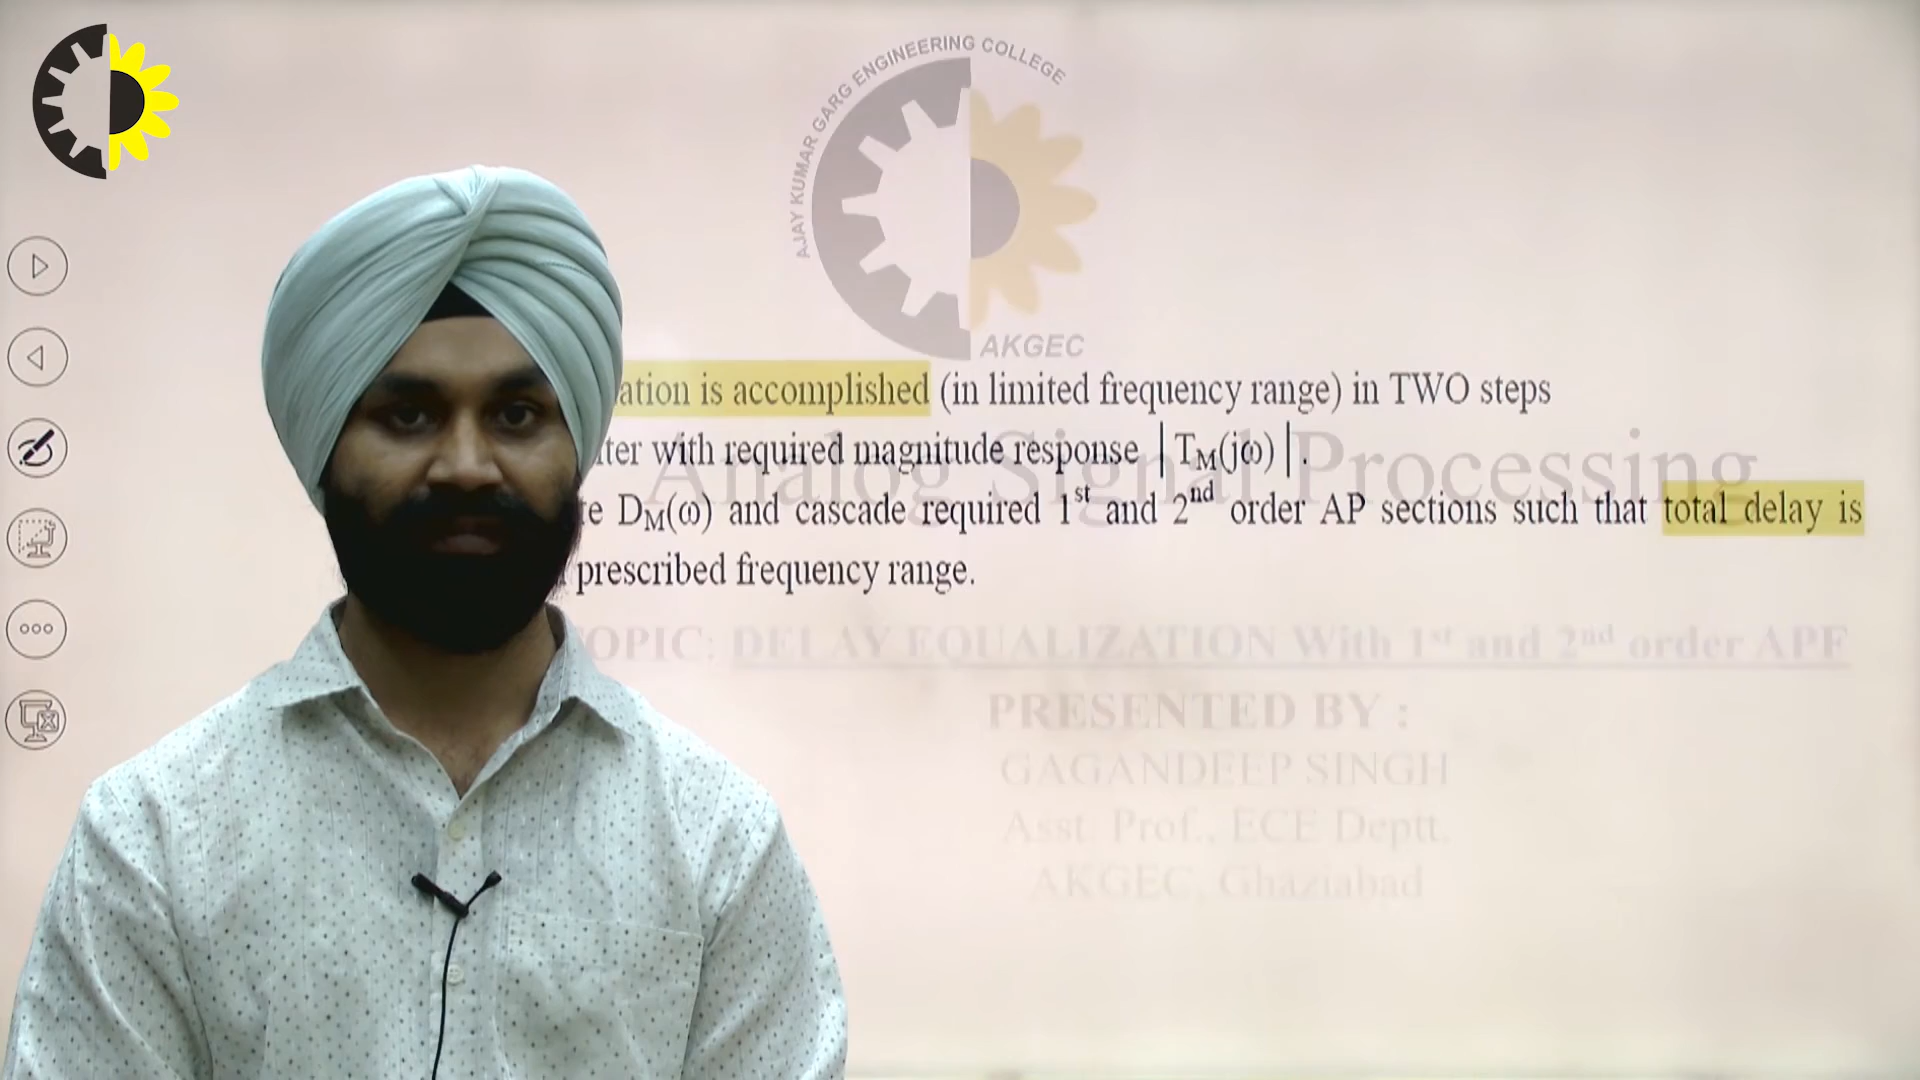 AJAY KUMAR GARG ENGINEERING COLLEGE
AKGEC
ation is accomplished (in limited frequency range) in TWO steps
ter with required magnitude response |TM(jω)|.
Analog Signal Processing
te DM(ω) and cascade required 1st and 2nd order AP sections such that total delay is
prescribed frequency range.
OPIC: DELAY EQUALIZATION With 1st and 2nd order APF
PRESENTED BY :
GAGANDEEP SINGH
Asst. Prof., ECE Deptt.
AKGEC, Ghaziabad